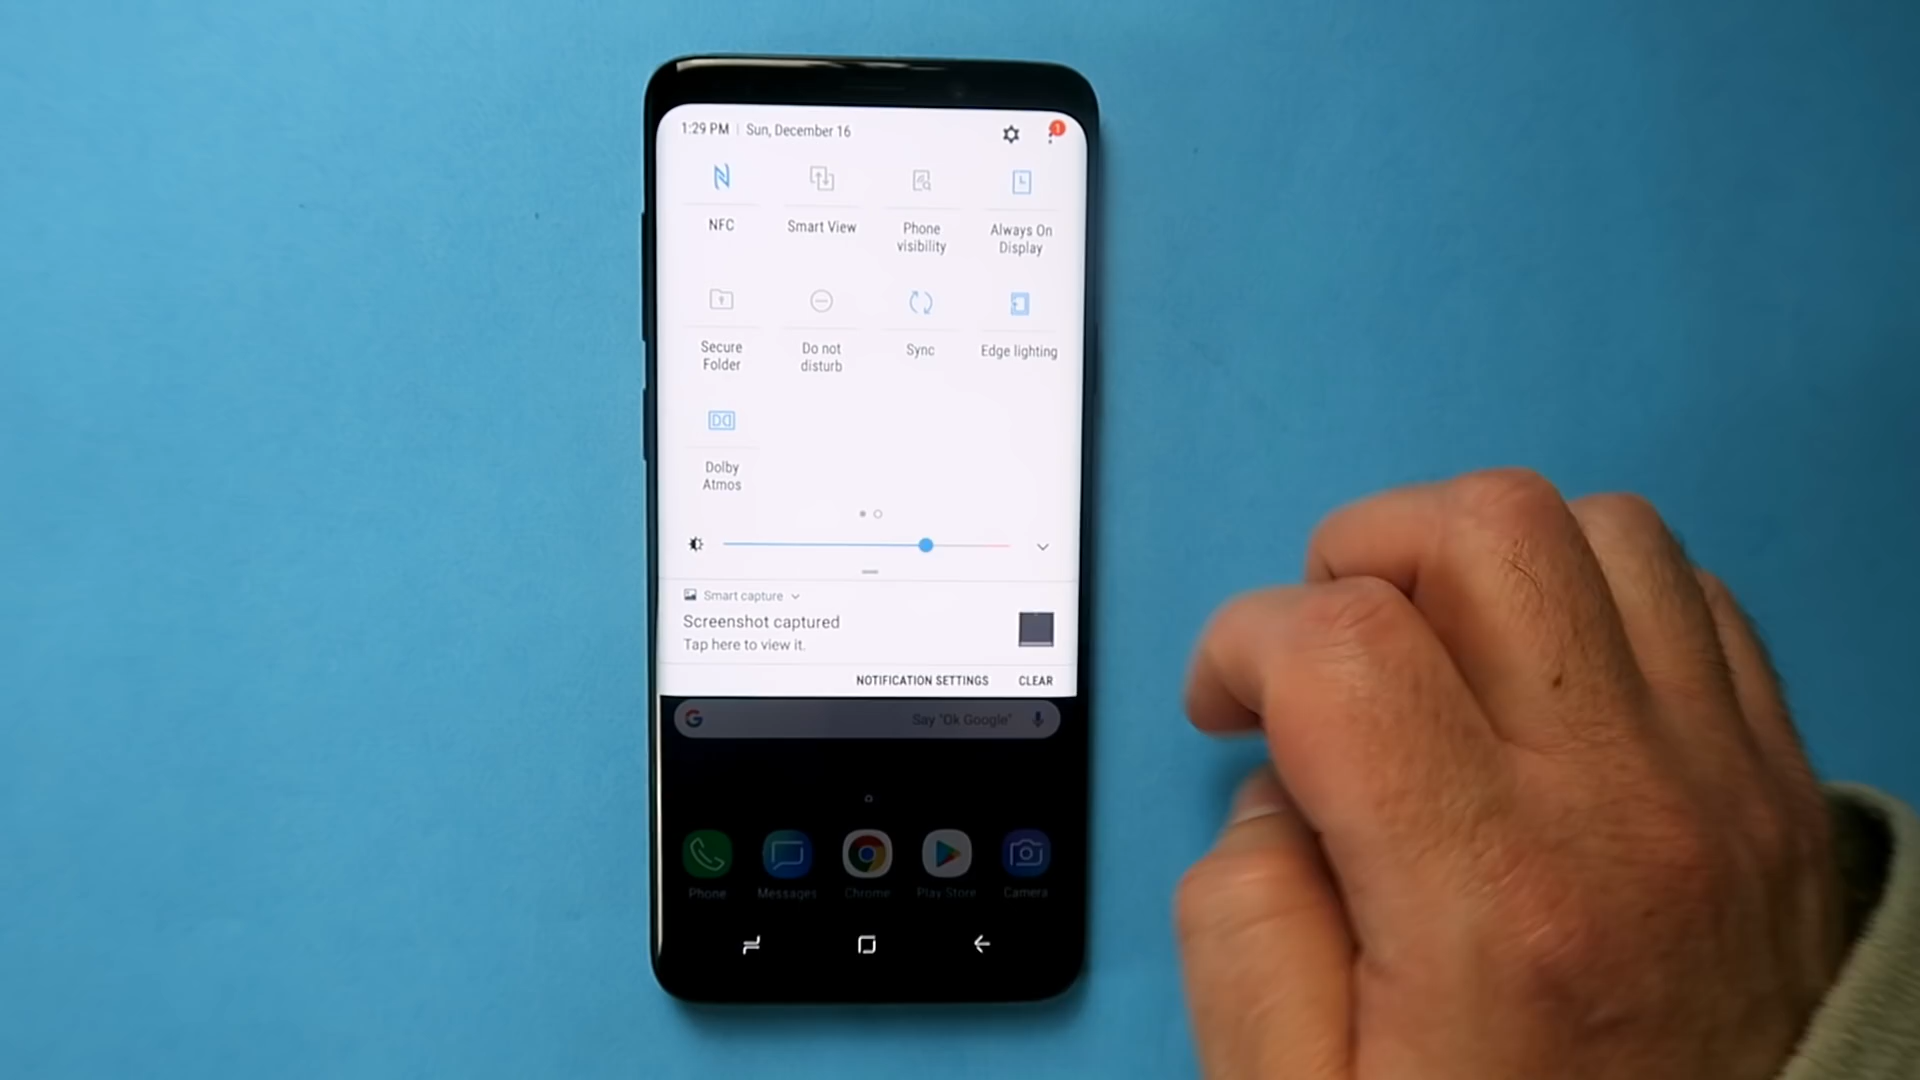 1:29 PM | Sun, December 16
1
NFC
Smart View
Phone
visibility
Always On
Display
Secure
Folder
Do not
disturb
Sync
Edge lighting
Dolby
Atmos
Smart capture
Screenshot captured
Tap here to view it.
NOTIFICATION SETTINGS CLEAR
G Say "Ok Google"
Phone Messages Chrome Play Store Camera